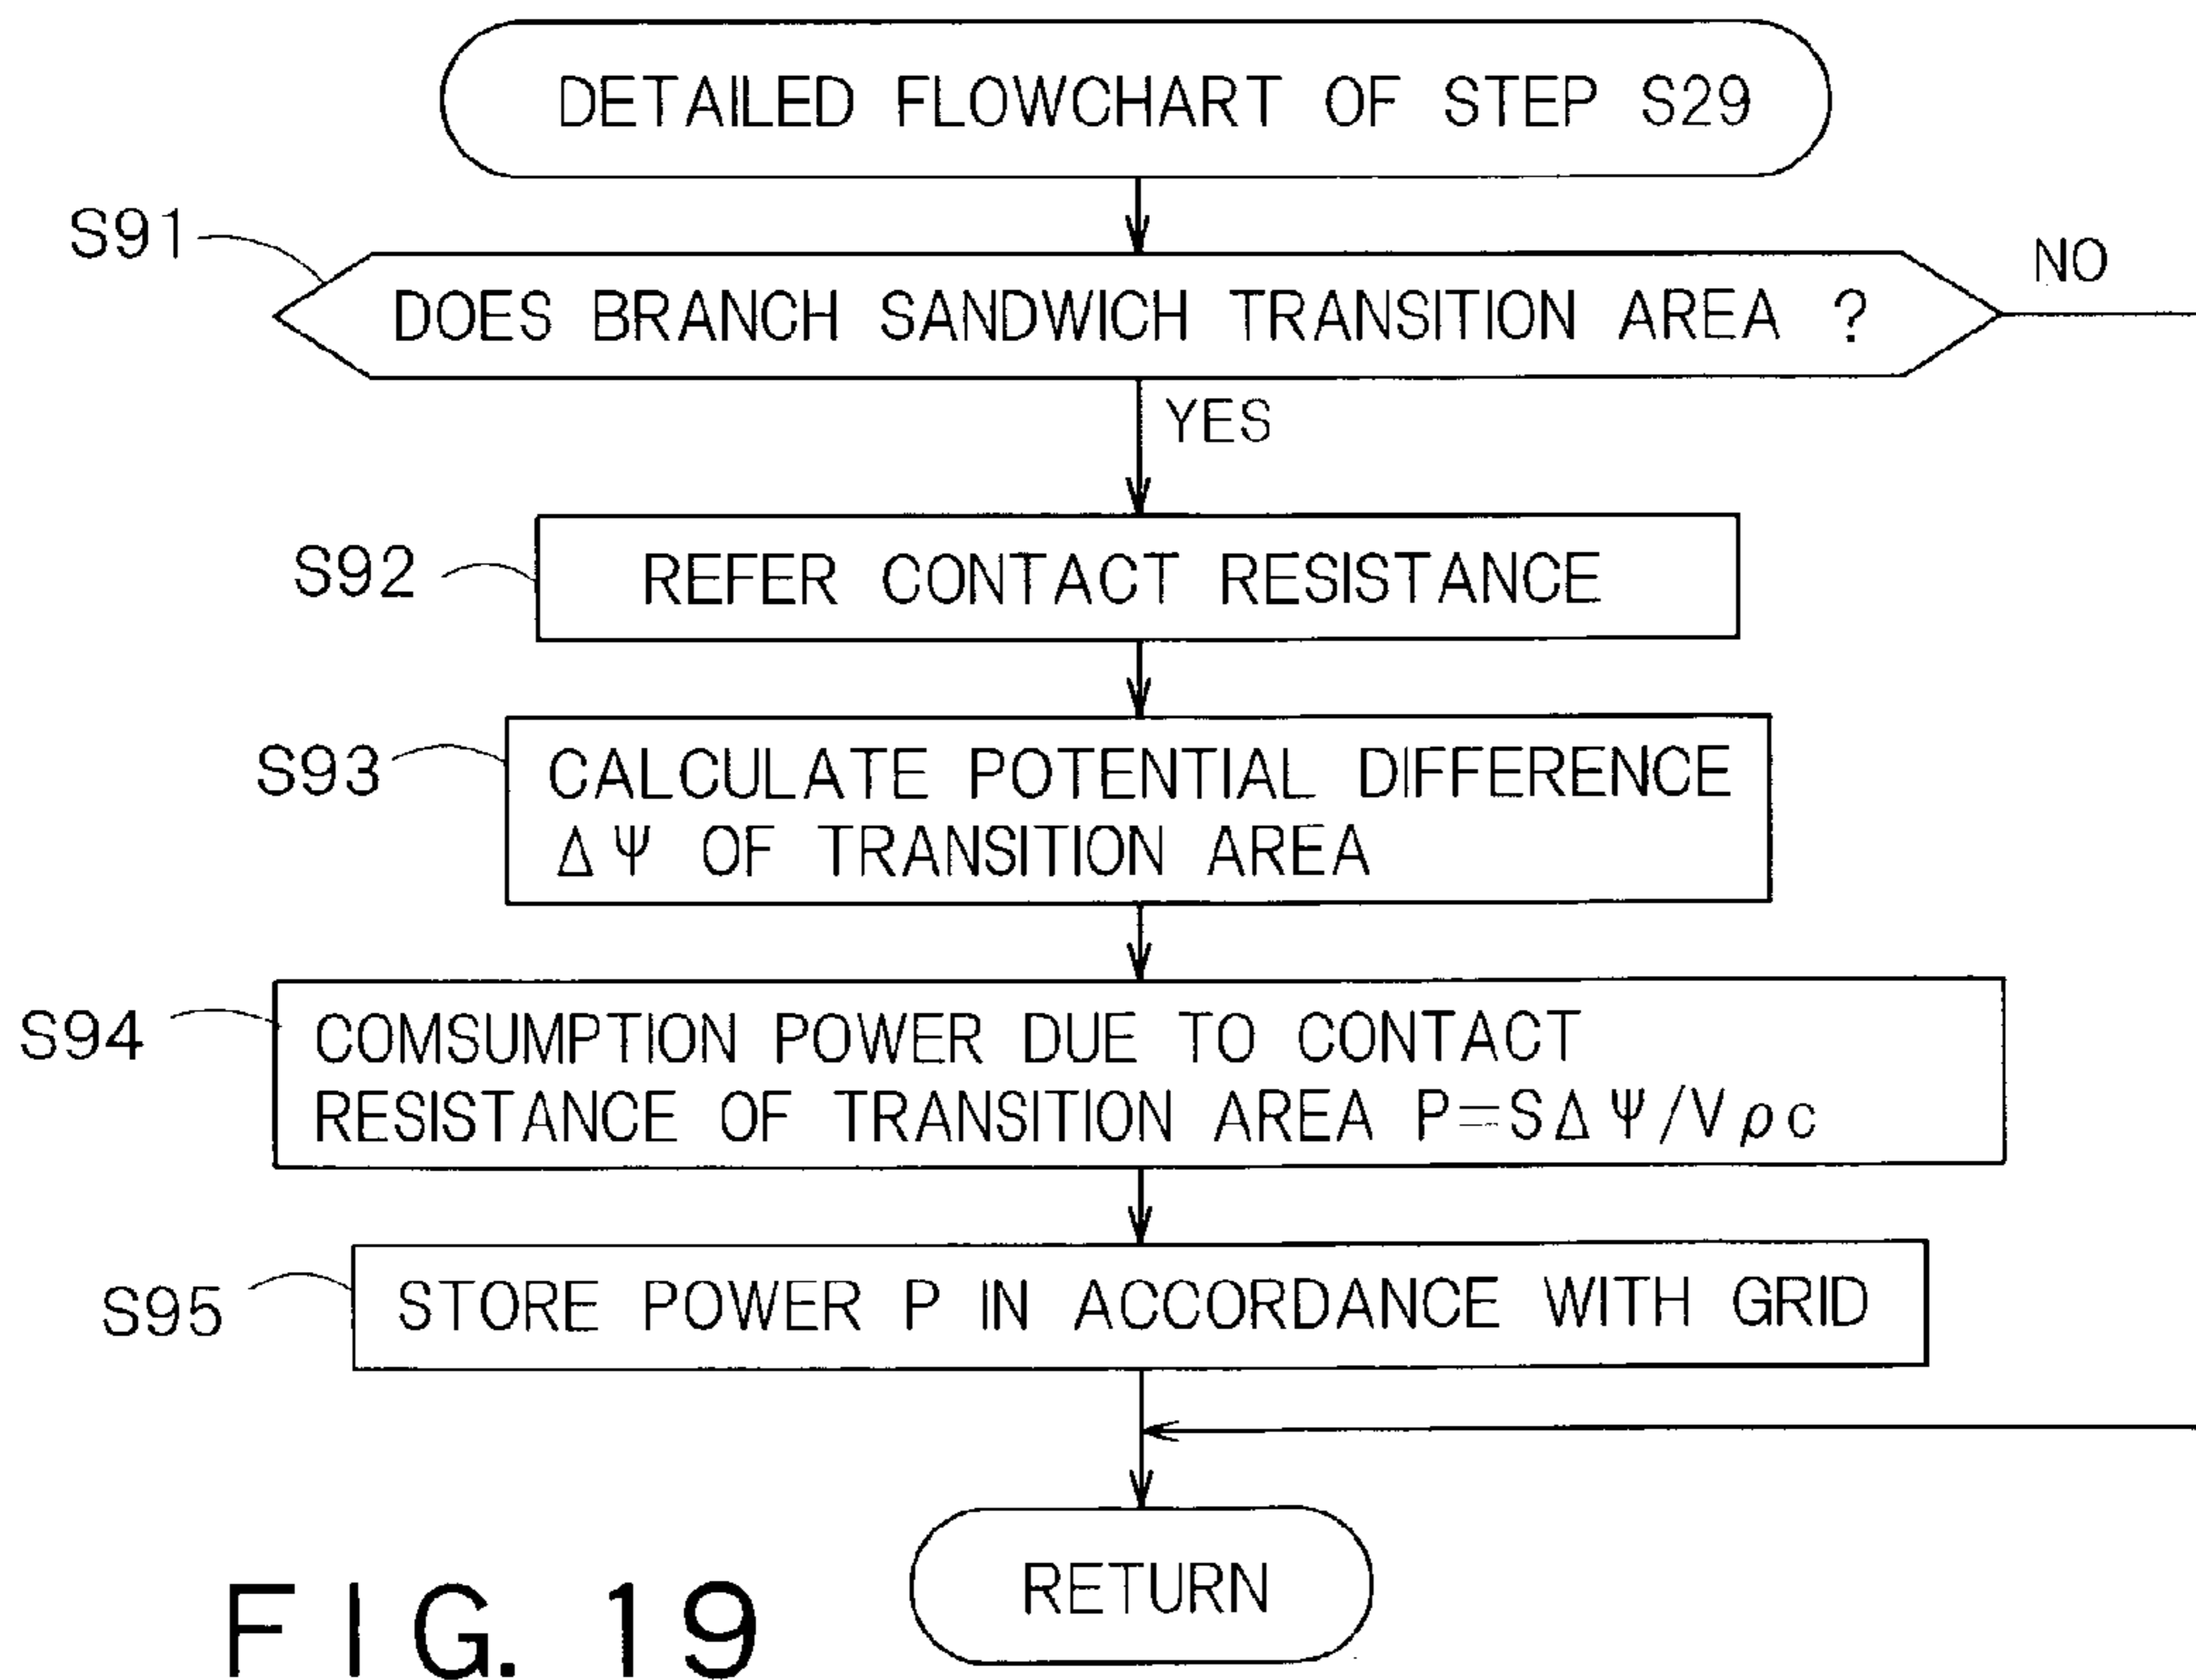 DETAILED FLOWCHART OF STEP S29
S91
DOES BRANCH SANDWICH TRANSITION AREA ?
NO
YES
S92
REFER CONTACT RESISTANCE
S93
CALCULATE POTENTIAL DIFFERENCE
ΔΨ OF TRANSITION AREA
S94
COMSUMPTION POWER DUE TO CONTACT
RESISTANCE OF TRANSITION AREA P=SΔΨ/Vρc
S95
STORE POWER P IN ACCORDANCE WITH GRID
RETURN
FIG. 19